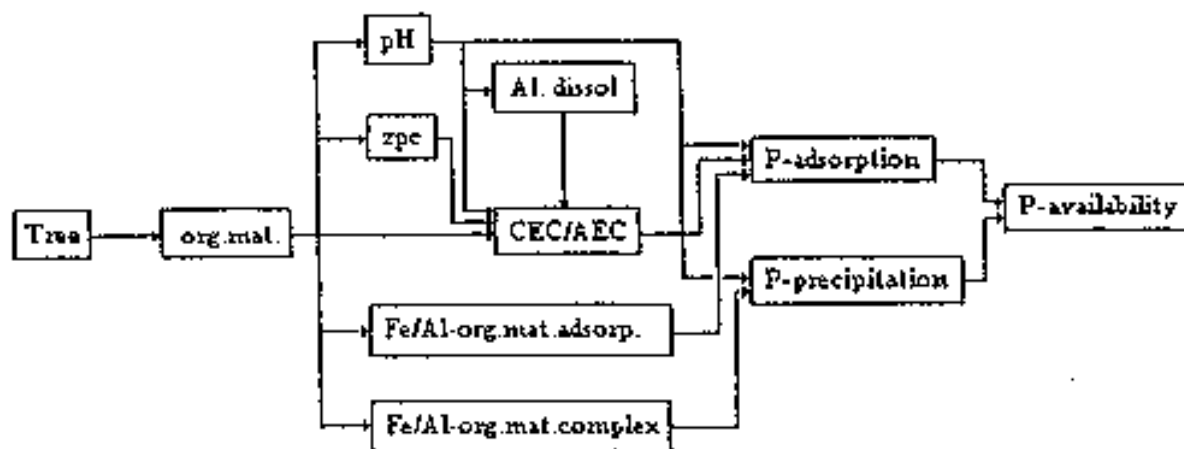 pH
Al. dissol
zpc
P-adsorption
P-availability
Tree
org.mat.
CEC/AEC
P-precipitation
Fe/Al-org.mat.adsorp.
Fe/Al-org.mat.complex